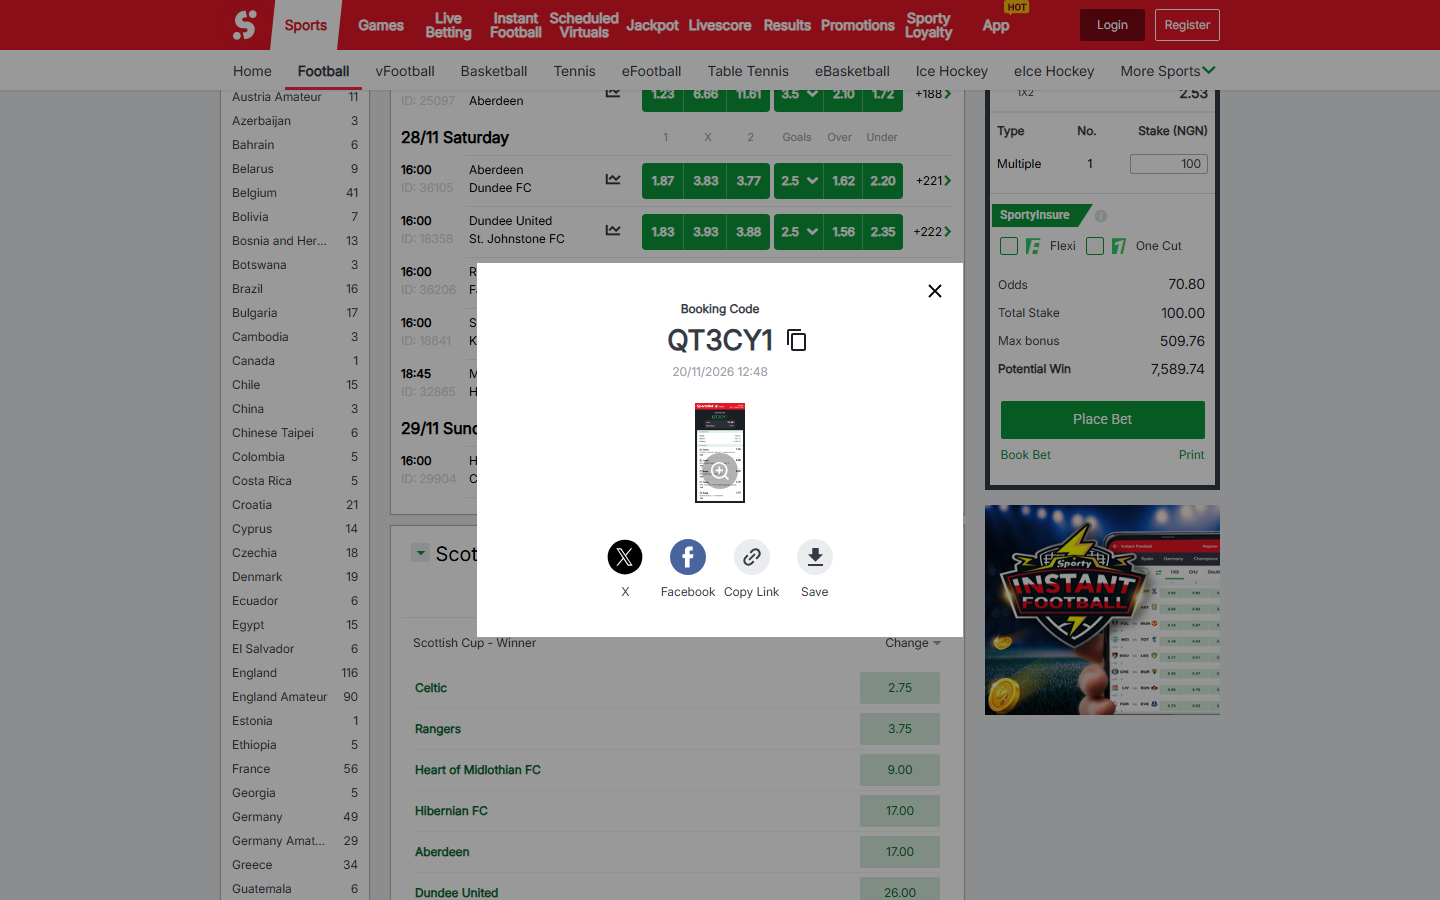 Sports
Games
Live Betting
Instant Football
Scheduled Virtuals
Jackpot
Livescore
Results
Promotions
Sporty Loyalty
App
HOT
Login
Register
Home
Football
vFootball
Basketball
Tennis
eFootball
Table Tennis
eBasketball
Ice Hockey
eIce Hockey
More Sports
Austria Amateur 11
Azerbaijan 3
Bahrain 6
Belarus 9
Belgium 41
Bolivia 7
Bosnia and Her... 13
Botswana 3
Brazil 16
Bulgaria 17
Cambodia 3
Canada 1
Chile 15
China 3
Chinese Taipei 6
Colombia 5
Costa Rica 5
Croatia 21
Cyprus 14
Czechia 18
Denmark 19
Ecuador 6
Egypt 15
El Salvador 6
England 116
England Amateur 90
Estonia 1
Ethiopia 5
France 56
Georgia 5
Germany 49
Germany Amat... 29
Greece 34
Guatemala 6
ID: 25097 Aberdeen 1.23 6.66 11.61 3.5 2.10 1.72 +188
28/11 Saturday 1 X 2 Goals Over Under
16:00 Aberdeen
ID: 36105 Dundee FC 1.87 3.83 3.77 2.5 1.62 2.20 +221
16:00 Dundee United
ID: 18358 St. Johnstone FC 1.83 3.93 3.88 2.5 1.56 2.35 +222
16:00 R
ID: 36206
16:00 S
ID: 18641 K
18:45 M
ID: 32865 H
29/11 Sund
16:00 H
ID: 29904 C
Scot
Scottish Cup - Winner Change
Celtic 2.75
Rangers 3.75
Heart of Midlothian FC 9.00
Hibernian FC 17.00
Aberdeen 17.00
Dundee United 26.00
Booking Code
QT3CY1
20/11/2026 12:48
X
Facebook
Copy Link
Save
1X2 2.53
Type No. Stake (NGN)
Multiple 1 100
SportyInsure
Flexi
One Cut
Odds 70.80
Total Stake 100.00
Max bonus 509.76
Potential Win 7,589.74
Place Bet
Book Bet Print
Sporty
INSTANT
FOOTBALL